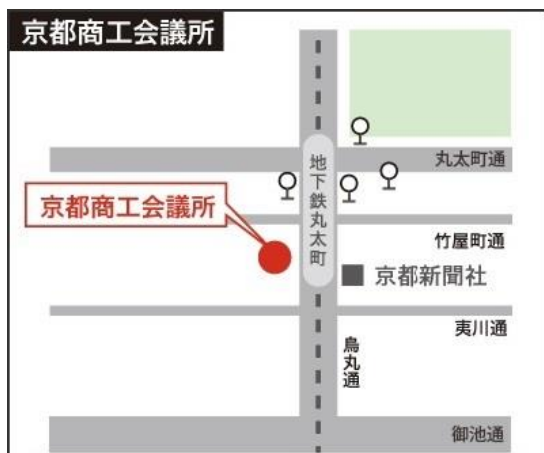 京都商工会議所
丸太町通
地下鉄丸太町
京都商工会議所
竹屋町通
京都新聞社
夷川通
烏丸通
御池通